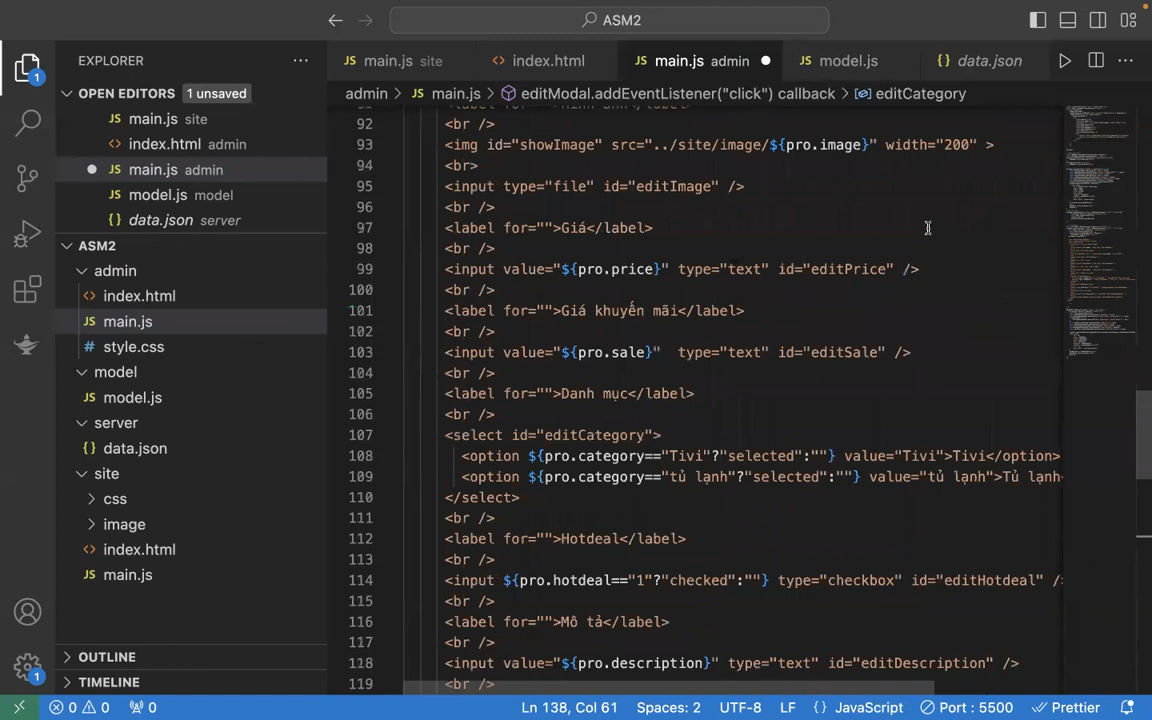 ASM2
EXPLORER
main.js site
index.html
main.js admin
model.js
data.json
OPEN EDITORS 1 unsaved
admin > main.js > editModal.addEventListener("click") callback > editCategory
main.js site
index.html admin
main.js admin
model.js model
data.json server
ASM2
admin
index.html
main.js
style.css
model
model.js
server
data.json
site
css
image
index.html
main.js
OUTLINE
TIMELINE
92 <br />
93 <img id="showImage" src="../site/image/${pro.image}" width="200" >
94 <br>
95 <input type="file" id="editImage" />
96 <br />
97 <label for="">Giá</label>
98 <br />
99 <input value="${pro.price}" type="text" id="editPrice" />
100 <br />
101 <label for="">Giá khuyến mãi</label>
102 <br />
103 <input value="${pro.sale}"  type="text" id="editSale" />
104 <br />
105 <label for="">Danh mục</label>
106 <br />
107 <select id="editCategory">
108 <option ${pro.category=="Tivi"?"selected":""} value="Tivi">Tivi</option>
109 <option ${pro.category=="tủ lạnh"?"selected":""} value="tủ lạnh">Tủ lạnh<
110 </select>
111 <br />
112 <label for="">Hotdeal</label>
113 <br />
114 <input ${pro.hotdeal=="1"?"checked":""} type="checkbox" id="editHotdeal" /
115 <br />
116 <label for="">Mô tả</label>
117 <br />
118 <input value="${pro.description}" type="text" id="editDescription" />
119 <br />
1
1
0 0 0 Ln 138, Col 61 Spaces: 2 UTF-8 LF {} JavaScript Port : 5500 Prettier